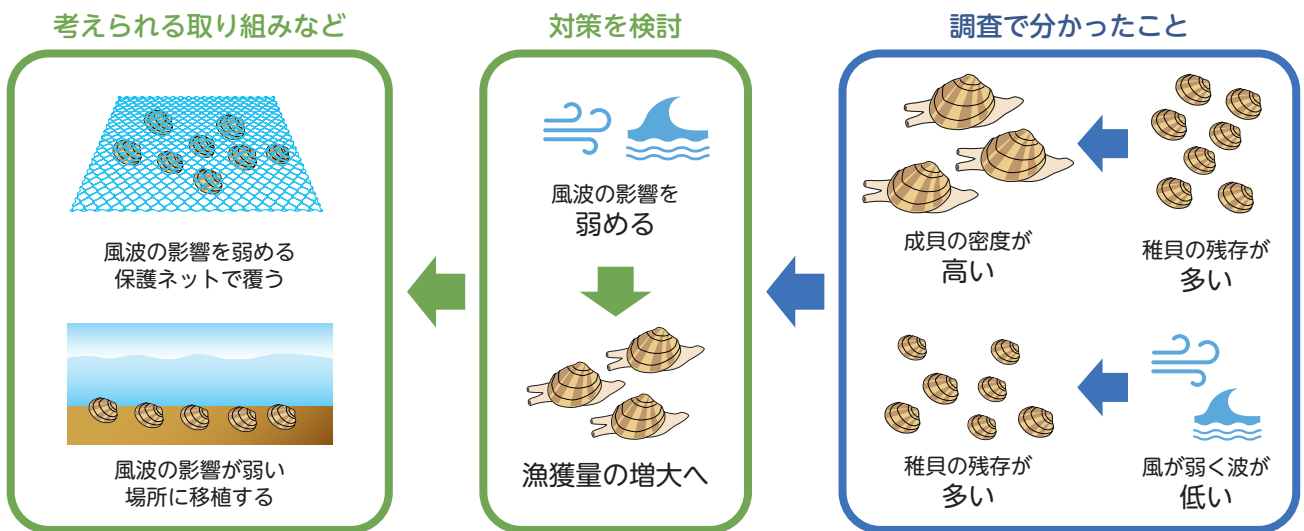 調査で分かったこと
稚貝の残存が
多い
成貝の密度が
高い
風が弱く波が
低い
稚貝の残存が
多い
対策を検討
風波の影響を
弱める
漁獲量の増大へ
考えられる取り組みなど
風波の影響を弱める
保護ネットで覆う
風波の影響が弱い
場所に移植する